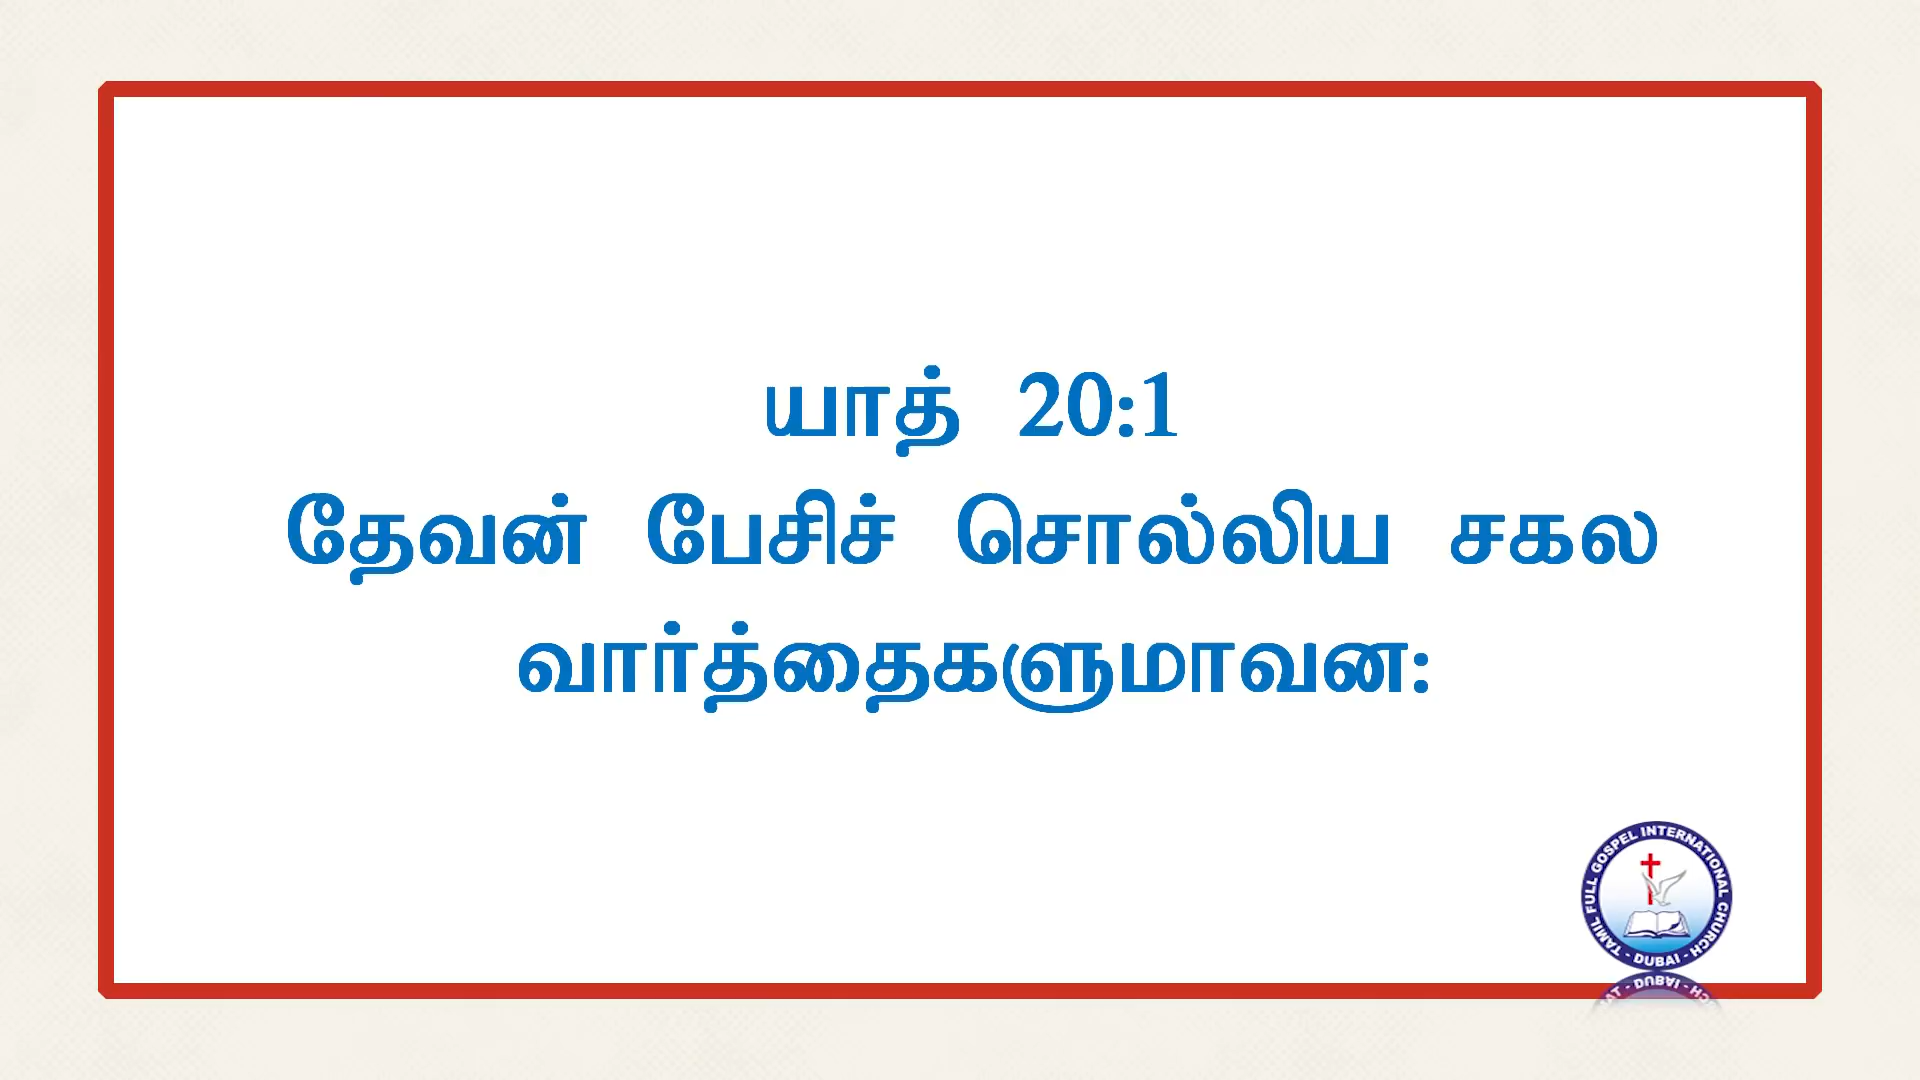 யாத் 20:1
தேவன் பேசிச் சொல்லிய சகல
வார்த்தைகளுமாவன:
TAMIL FULL GOSPEL INTERNATIONAL CHURCH - DUBAI -